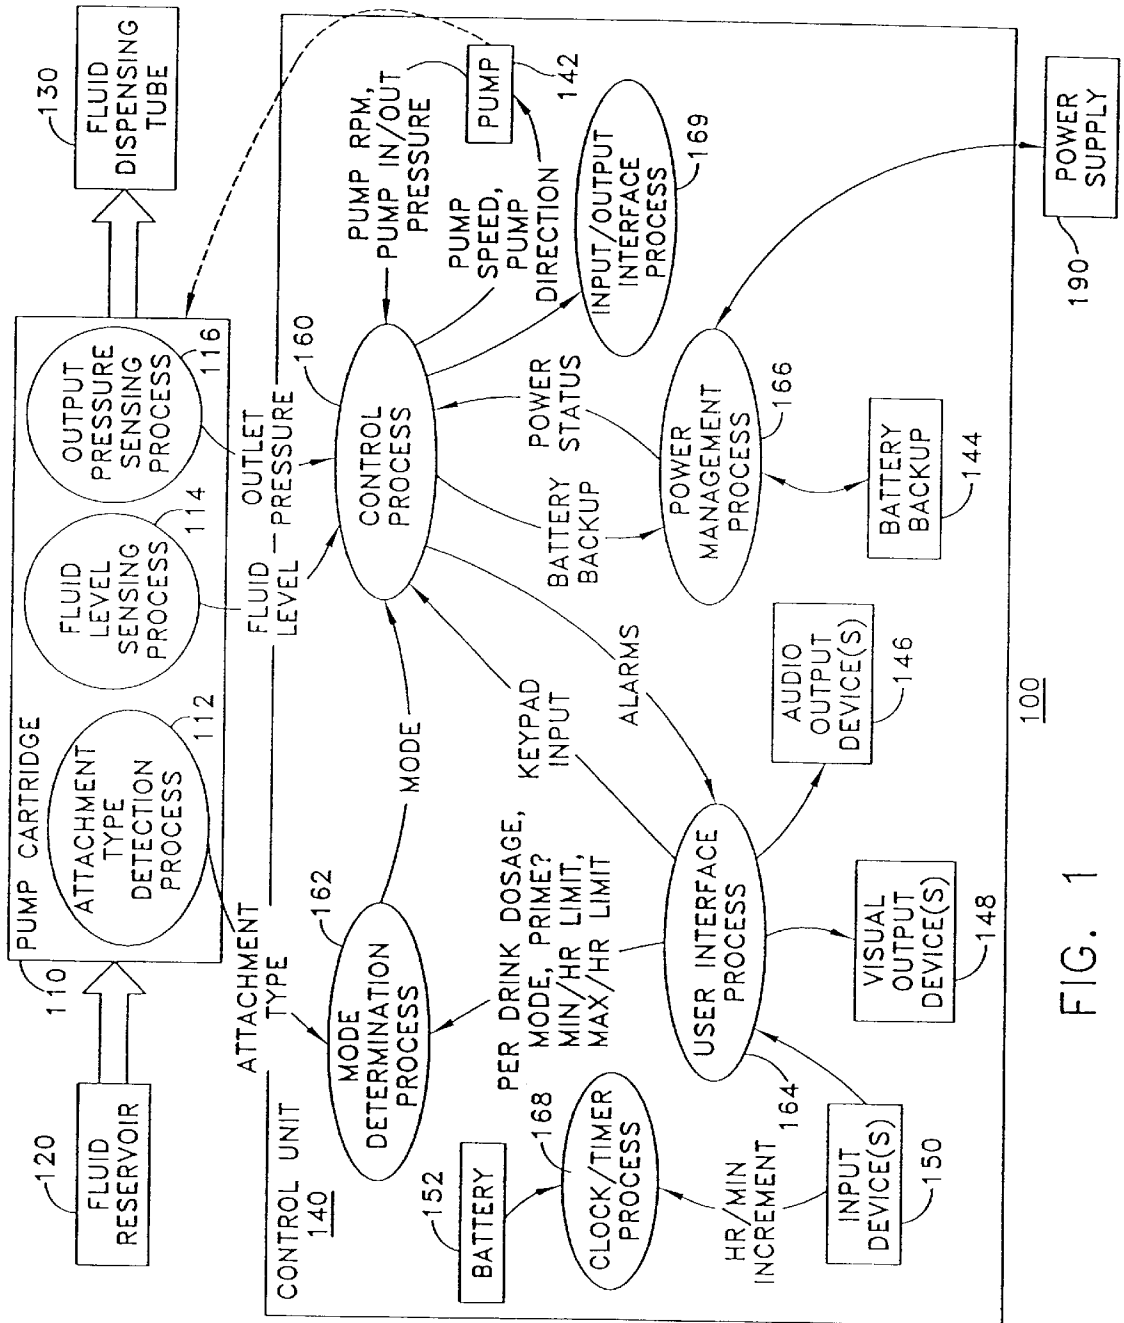 120
FLUID
RESERVOIR
110
PUMP CARTRIDGE
ATTACHMENT
TYPE
DETECTION
PROCESS
112
FLUID LEVEL
SENSING
PROCESS
114
OUTPUT
PRESSURE
SENSING
PROCESS
116
130
FLUID
DISPENSING
TUBE
ATTACHMENT
TYPE
FLUID
LEVEL
OUTLET
PRESSURE
CONTROL UNIT
140
MODE
DETERMINATION
PROCESS
162
MODE
CONTROL
PROCESS
160
PUMP RPM,
PUMP IN/OUT
PRESSURE
PUMP
SPEED,
PUMP
DIRECTION
PUMP
142
INPUT/OUTPUT
INTERFACE
PROCESS
169
152
BATTERY
168
CLOCK/TIMER
PROCESS
PER DRINK DOSAGE,
MODE, PRIME?
MIN/HR LIMIT,
MAX/HR LIMIT
KEYPAD
INPUT
ALARMS
BATTERY
BACKUP
POWER
STATUS
HR/MIN
INCREMENT
164
USER INTERFACE
PROCESS
POWER
MANAGEMENT
PROCESS
166
INPUT
DEVICE(S)
150
VISUAL
OUTPUT
DEVICE(S)
148
AUDIO
OUTPUT
DEVICE(S)
146
BATTERY
BACKUP
144
190
POWER
SUPPLY
100
FIG. 1